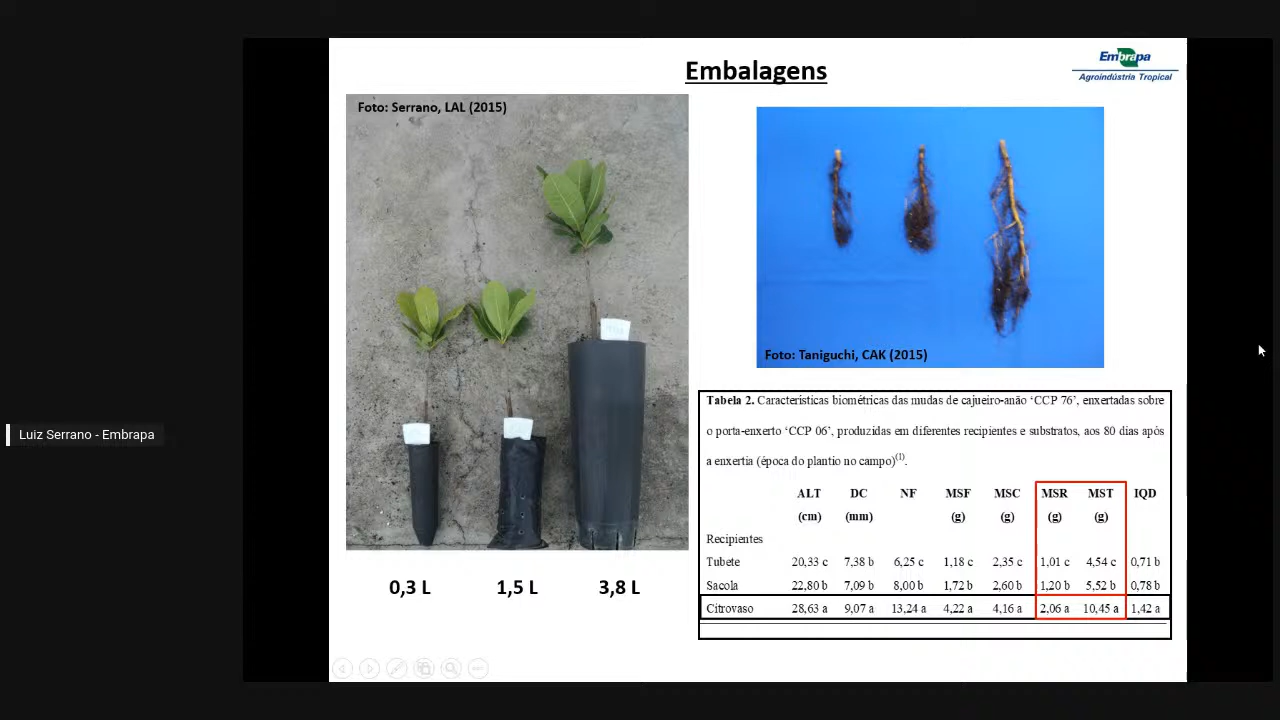 Embalagens
Embrapa
Agroindústria Tropical
Foto: Serrano, LAL (2015)
Foto: Taniguchi, CAK (2015)
0,3 L 1,5 L 3,8 L
Tabela 2. Características biométricas das mudas de cajueiro-anão ‘CCP 76’, enxertadas sobre
o porta-enxerto ‘CCP 06’, produzidas em diferentes recipientes e substratos, aos 80 dias após
a enxertia (época do plantio no campo)(1).
ALT DC NF MSF MSC MSR MST IQD
(cm) (mm) (g) (g) (g) (g)
Recipientes
Tubete 20,33 c 7,38 b 6,25 c 1,18 c 2,35 c 1,01 c 4,54 c 0,71 b
Sacola 22,80 b 7,09 b 8,00 b 1,72 b 2,60 b 1,20 b 5,52 b 0,78 b
Citrovaso 28,63 a 9,07 a 13,24 a 4,22 a 4,16 a 2,06 a 10,45 a 1,42 a
Luiz Serrano - Embrapa